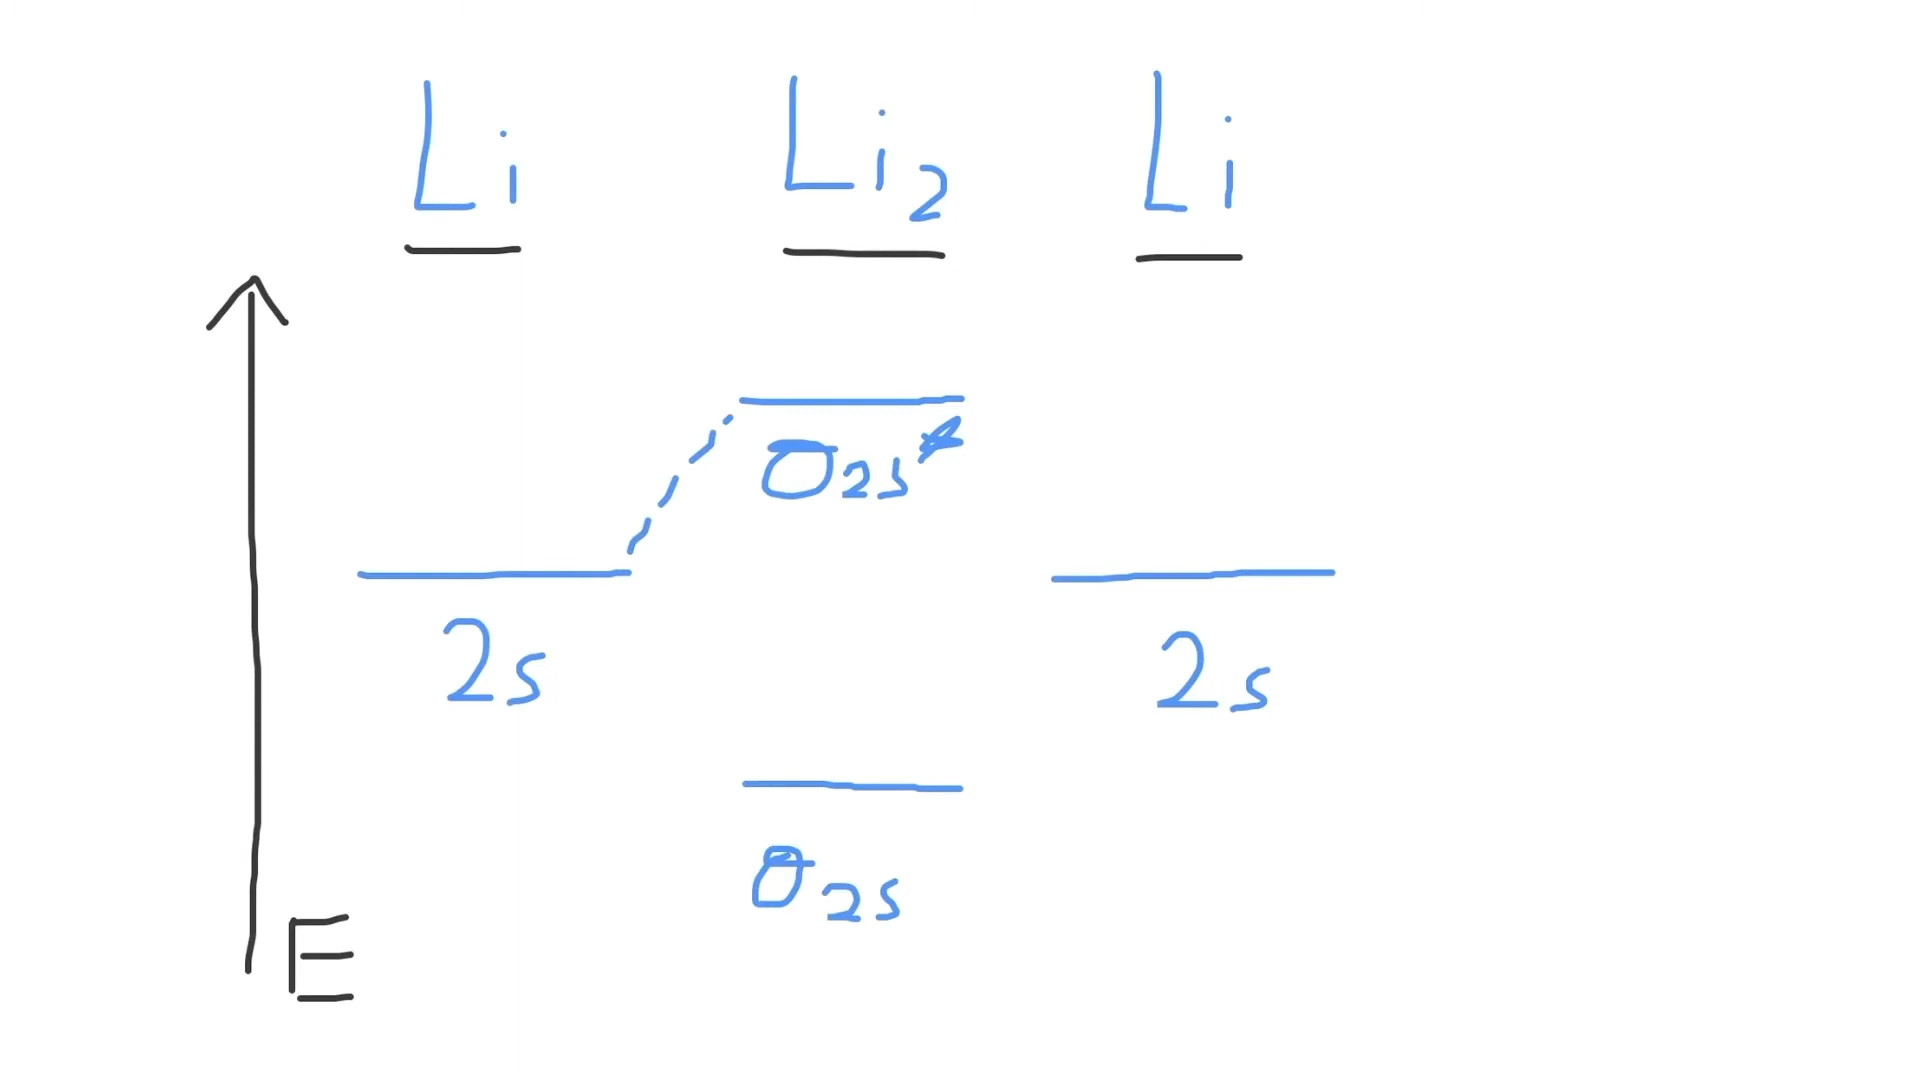 Li Li₂ Li
σ₂ₛ*
2s 2s
σ₂ₛ
E